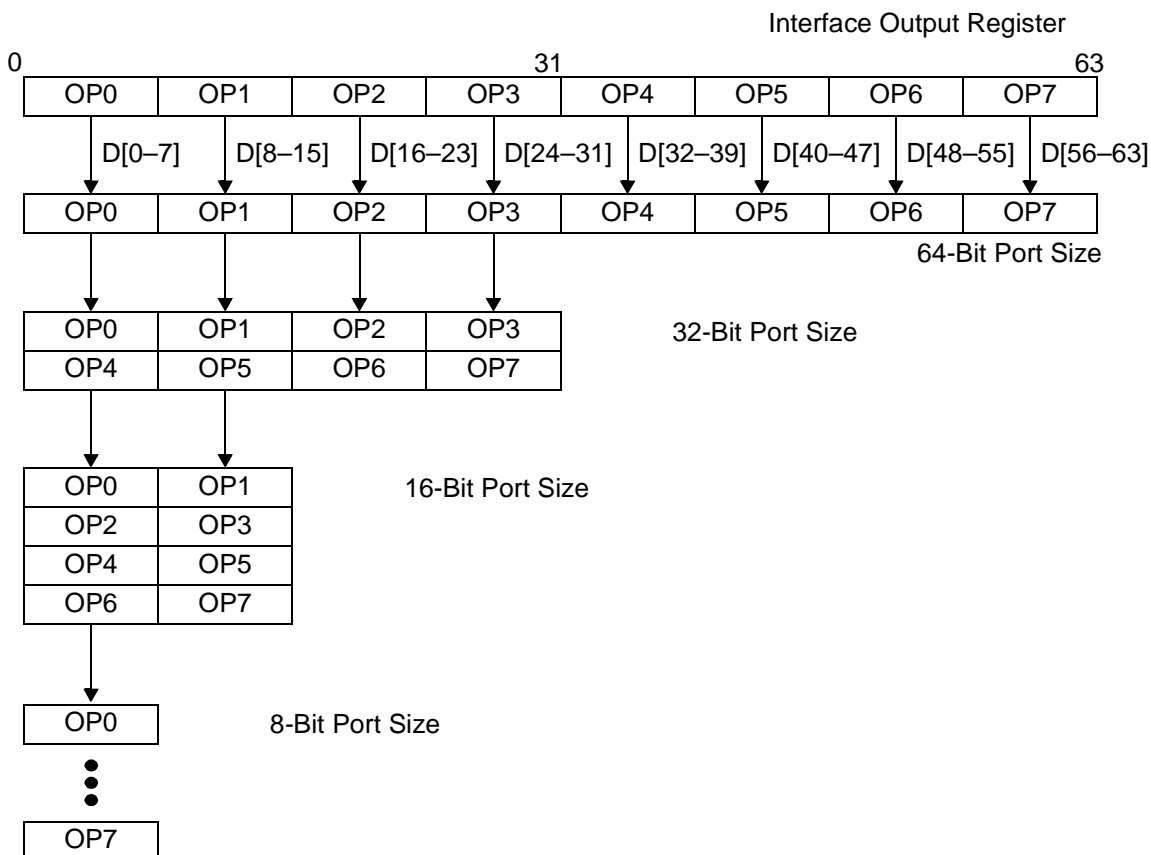 Interface Output Register
0 31 63
OP0 OP1 OP2 OP3 OP4 OP5 OP6 OP7
D[0–7] D[8–15] D[16–23] D[24–31] D[32–39] D[40–47] D[48–55] D[56–63]
OP0 OP1 OP2 OP3 OP4 OP5 OP6 OP7
64-Bit Port Size
OP0 OP1 OP2 OP3 32-Bit Port Size
OP4 OP5 OP6 OP7
OP0 OP1 16-Bit Port Size
OP2 OP3
OP4 OP5
OP6 OP7
OP0 8-Bit Port Size
OP7